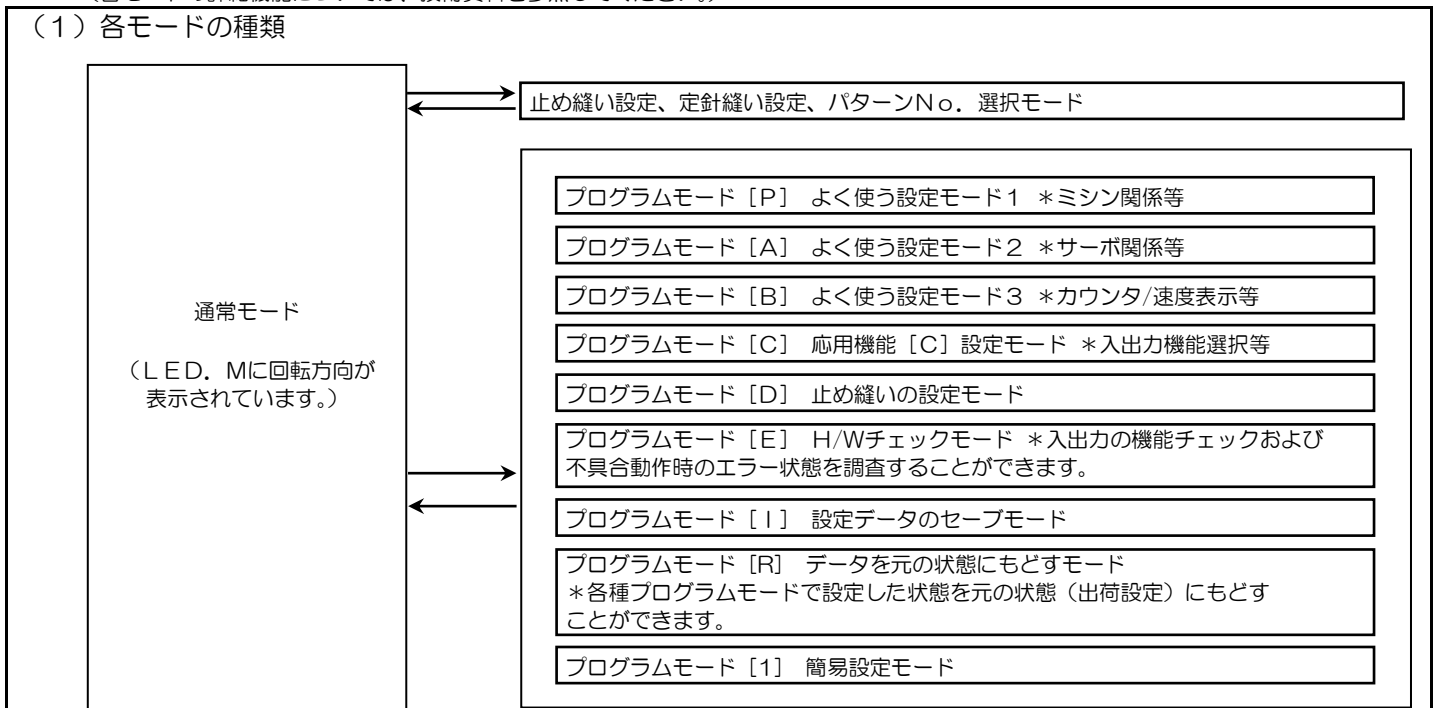 （１）各モードの種類
止め縫い設定、定針縫い設定、パターンＮｏ．選択モード
通常モード
（ＬＥＤ．Ｍに回転方向が
表示されています。）
プログラムモード［Ｐ］ よく使う設定モード１ ＊ミシン関係等
プログラムモード［Ａ］ よく使う設定モード２ ＊サーボ関係等
プログラムモード［Ｂ］ よく使う設定モード３ ＊カウンタ/速度表示等
プログラムモード［Ｃ］ 応用機能［Ｃ］設定モード ＊入出力機能選択等
プログラムモード［Ｄ］ 止め縫いの設定モード
プログラムモード［Ｅ］ Ｈ/Ｗチェックモード ＊入出力の機能チェックおよび
不具合動作時のエラー状態を調査することができます。
プログラムモード［Ｉ］ 設定データのセーブモード
プログラムモード［Ｒ］ データを元の状態にもどすモード
＊各種プログラムモードで設定した状態を元の状態（出荷設定）にもどす
ことができます。
プログラムモード［１］ 簡易設定モード